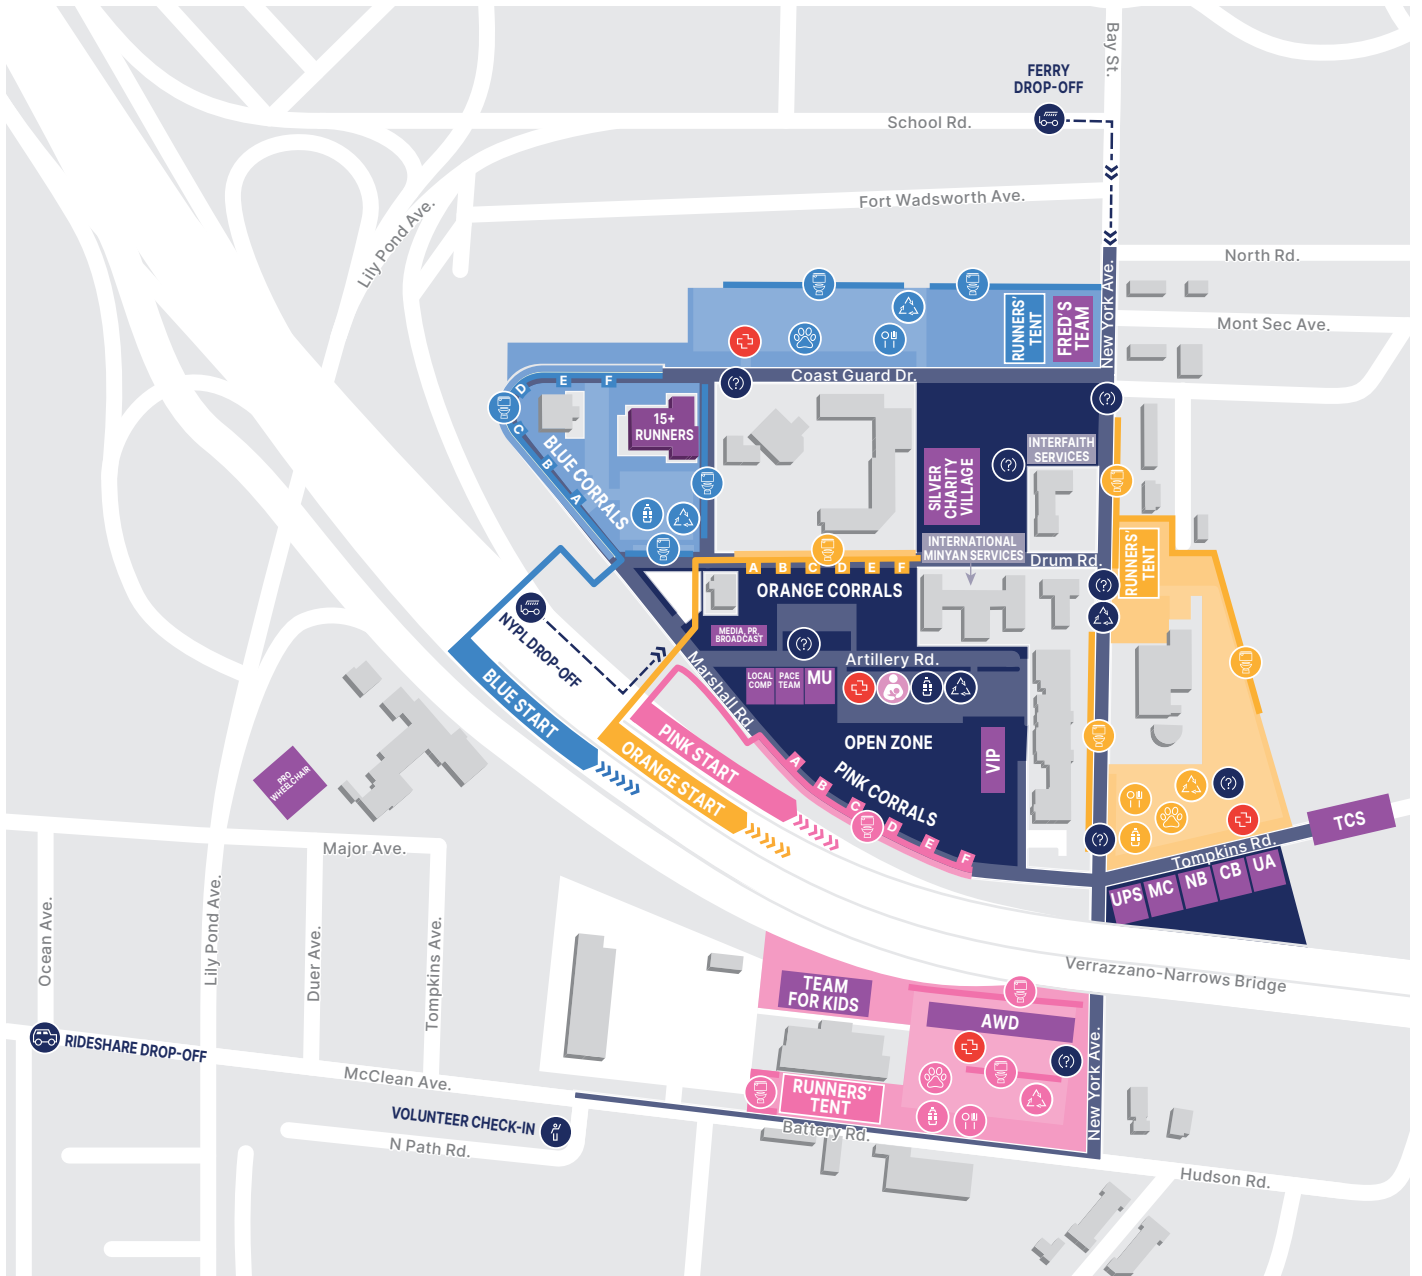 Bay St.
FERRY
DROP-OFF
School Rd.
Fort Wadsworth Ave.
Lily Pond Ave.
North Rd.
New York Ave.
RUNNERS'
TENT
FRED'S
TEAM
Mont Sec Ave.
Coast Guard Dr.
(?)
(?)
D
E
F
C
B
A
15+
RUNNERS
BLUE CORRALS
INTERFAITH
SERVICES
(?)
SILVER
CHARITY
VILLAGE
INTERNATIONAL
MINYAN SERVICES
Drum Rd.
RUNNERS'
TENT
A
B
C
D
E
F
ORANGE CORRALS
(?)
NYPL DROP-OFF
MEDIA, PR,
BROADCAST
(?)
Artillery Rd.
Marshall Rd.
LOCAL
COMP
PACE
TEAM
MU
BLUE START
PINK START
ORANGE START
OPEN ZONE
VIP
PINK CORRALS
A
B
C
D
E
F
PRO
WHEELCHAIR
(?)
(?)
TCS
Tompkins Rd.
UPS
MC
NB
CB
UA
Major Ave.
Ocean Ave.
Lily Pond Ave.
Duer Ave.
Tompkins Ave.
Verrazzano-Narrows Bridge
TEAM
FOR KIDS
AWD
(?)
New York Ave.
RIDESHARE DROP-OFF
McClean Ave.
RUNNERS'
TENT
VOLUNTEER CHECK-IN
N Path Rd.
Battery Rd.
Hudson Rd.